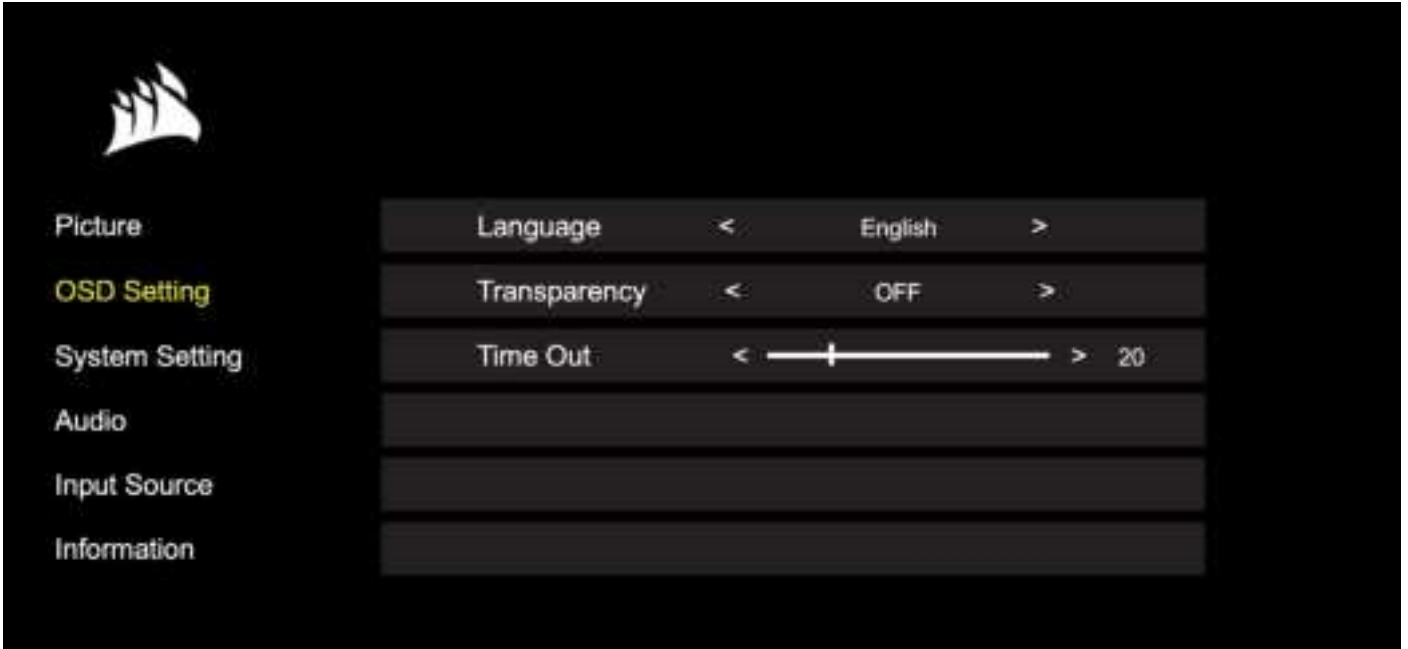 Picture Language < English >
OSD Setting Transparency < OFF >
System Setting Time Out < > 20
Audio
Input Source
Information